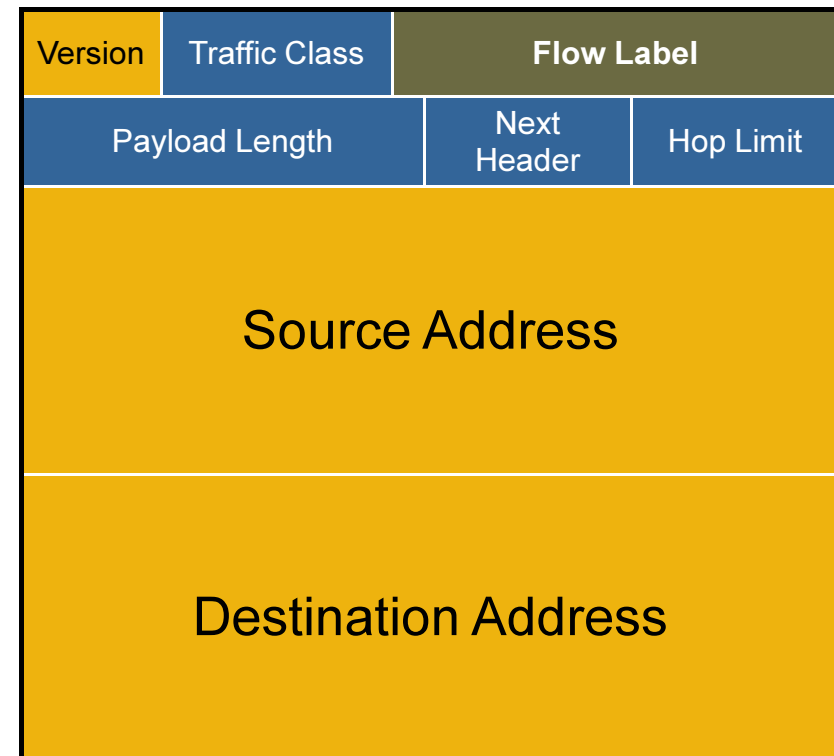 Version Traffic Class Flow Label
Payload Length Next Header Hop Limit
Source Address
Destination Address